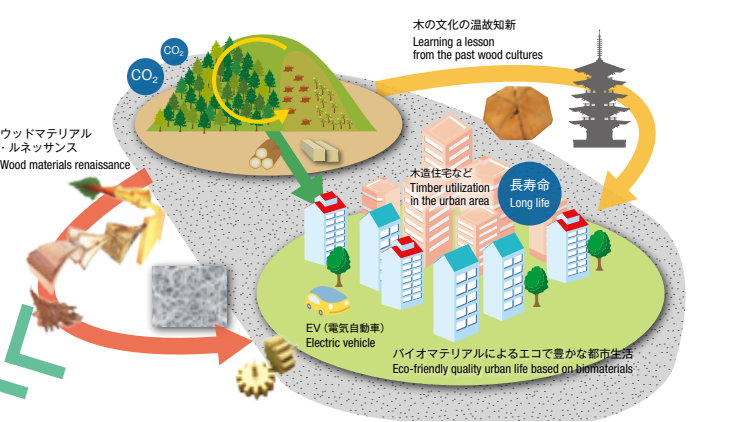 木の文化の温故知新
Learning a lesson
from the past wood cultures
CO₂
CO₂
ウッドマテリアル
・ルネッサンス
Wood materials renaissance
木造住宅など
Timber utilization
in the urban area
長寿命
Long life
EV（電気自動車）
Electric vehicle
バイオマテリアルによるエコで豊かな都市生活
Eco-friendly quality urban life based on biomaterials